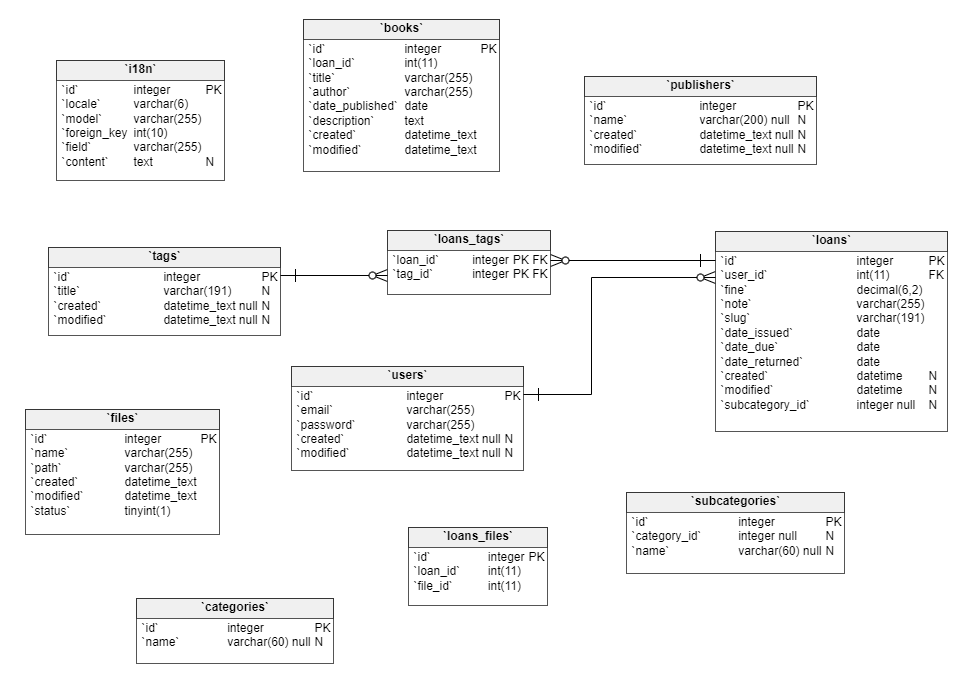 `books`
`id` integer PK
`loan_id` int(11)
`title` varchar(255)
`author` varchar(255)
`date_published` date
`description` text
`created` datetime_text
`modified` datetime_text
`i18n`
`id` integer PK
`locale` varchar(6)
`model` varchar(255)
`foreign_key int(10)
`field` varchar(255)
`content` text N
`publishers`
`id` integer PK
`name` varchar(200) null N
`created` datetime_text null N
`modified` datetime_text null N
`tags`
`id` integer PK
`title` varchar(191) N
`created` datetime_text null N
`modified` datetime_text null N
`loans_tags`
`loan_id` integer PK FK
`tag_id` integer PK FK
`loans`
`id` integer PK
`user_id` int(11) FK
`fine` decimal(6,2)
`note` varchar(255)
`slug` varchar(191)
`date_issued` date
`date_due` date
`date_returned` date
`created` datetime N
`modified` datetime N
`subcategory_id` integer null N
`users`
`id` integer PK
`email` varchar(255)
`password` varchar(255)
`created` datetime_text null N
`modified` datetime_text null N
`files`
`id` integer PK
`name` varchar(255)
`path` varchar(255)
`created` datetime_text
`modified` datetime_text
`status` tinyint(1)
`subcategories`
`id` integer PK
`category_id` integer null N
`name` varchar(60) null N
`loans_files`
`id` integer PK
`loan_id` int(11)
`file_id` int(11)
`categories`
`id` integer PK
`name` varchar(60) null N